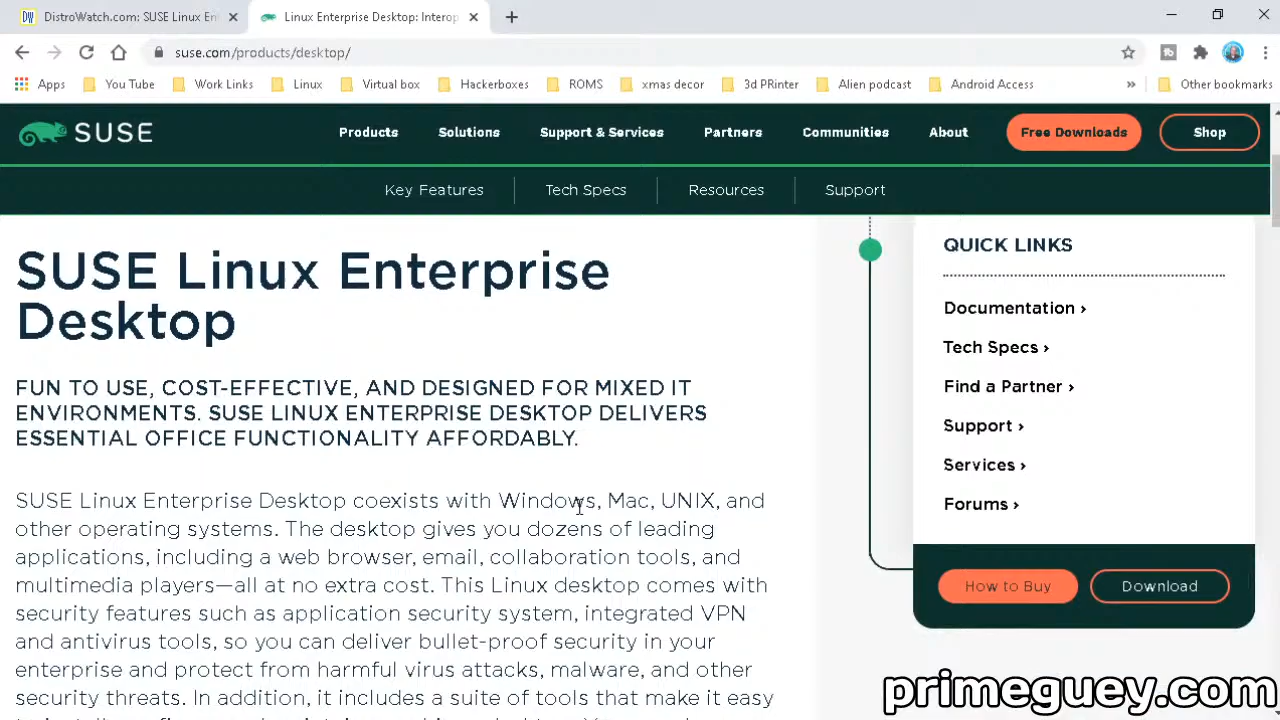 DistroWatch.com: SUSE Linux En
Linux Enterprise Desktop: Interop
suse.com/products/desktop/
Apps
You Tube
Work Links
Linux
Virtual box
Hackerboxes
ROMS
xmas decor
3d PRinter
Alien podcast
Android Access
»
Other bookmarks
SUSE
Products
Solutions
Support & Services
Partners
Communities
About
Free Downloads
Shop
Key Features
Tech Specs
Resources
Support
SUSE Linux Enterprise
Desktop
FUN TO USE, COST-EFFECTIVE, AND DESIGNED FOR MIXED IT
ENVIRONMENTS. SUSE LINUX ENTERPRISE DESKTOP DELIVERS
ESSENTIAL OFFICE FUNCTIONALITY AFFORDABLY.
SUSE Linux Enterprise Desktop coexists with Windows, Mac, UNIX, and
other operating systems. The desktop gives you dozens of leading
applications, including a web browser, email, collaboration tools, and
multimedia players—all at no extra cost. This Linux desktop comes with
security features such as application security system, integrated VPN
and antivirus tools, so you can deliver bullet-proof security in your
enterprise and protect from harmful virus attacks, malware, and other
security threats. In addition, it includes a suite of tools that make it easy
QUICK LINKS
Documentation ›
Tech Specs ›
Find a Partner ›
Support ›
Services ›
Forums ›
How to Buy
Download
primeguey.com